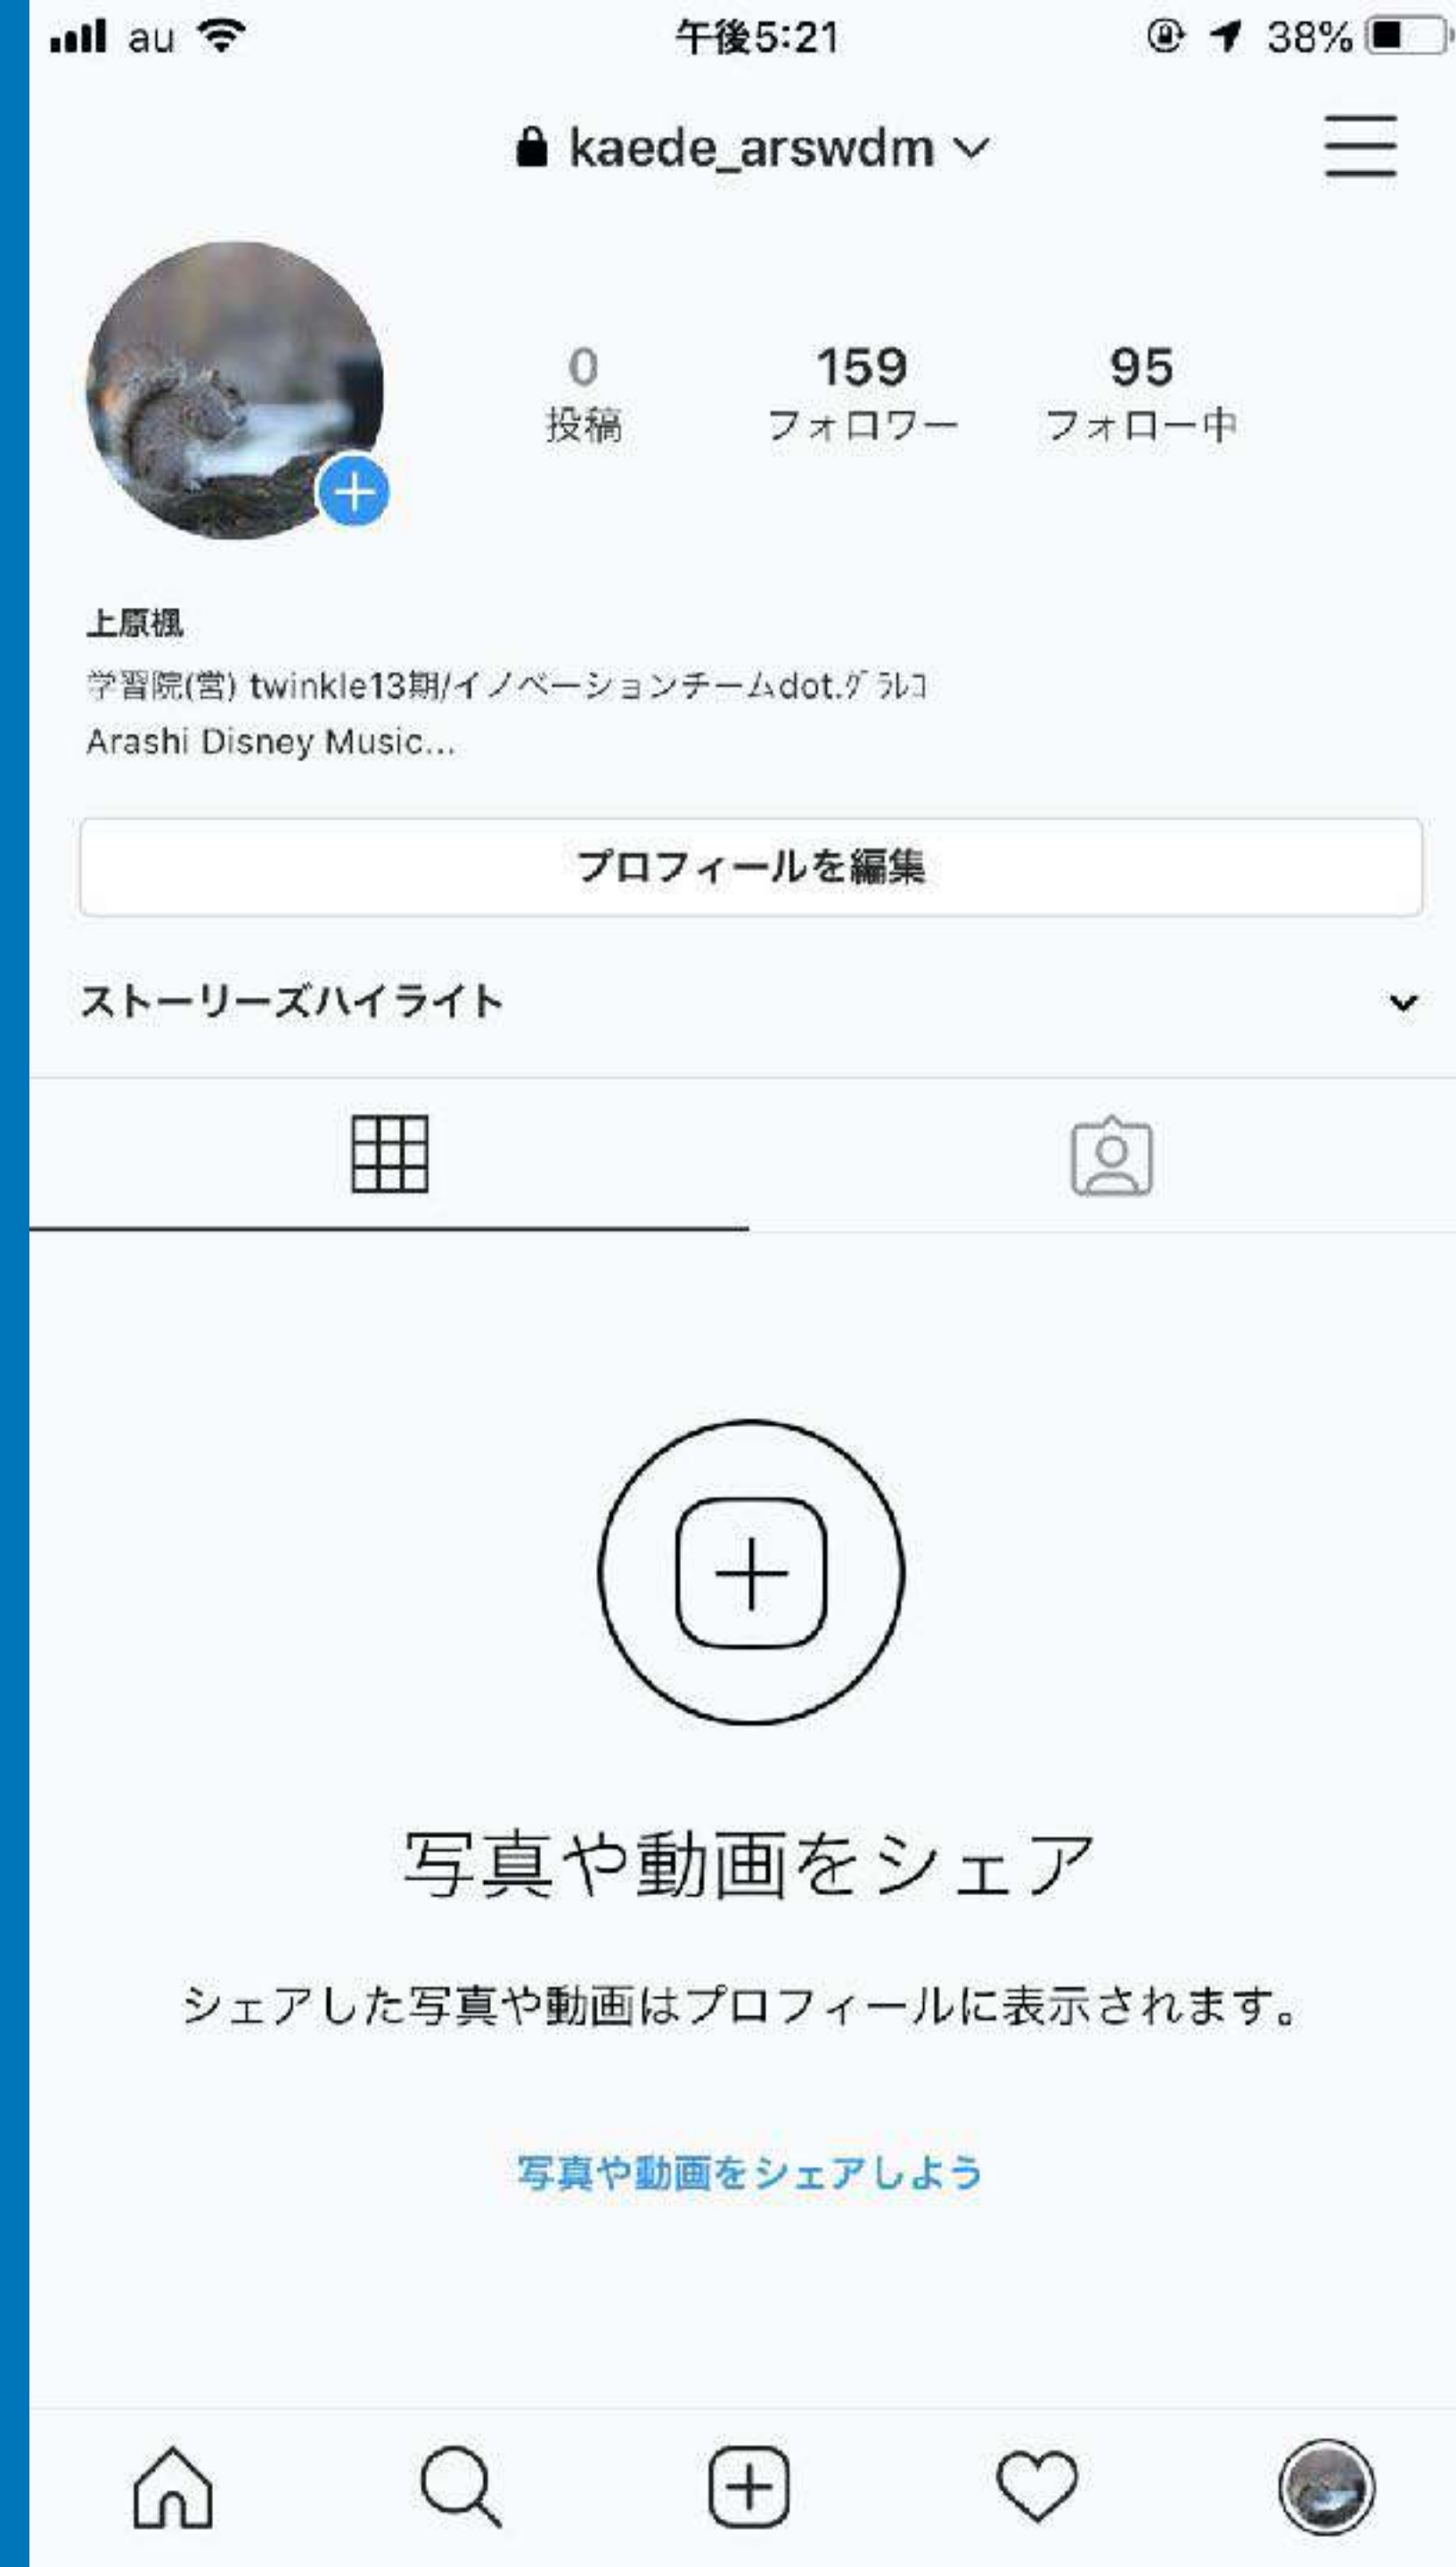 au 午後5:21 38%
kaede_arswdm
0 159 95
投稿 フォロワー フォロー中
上原楓
学習院(営) twinkle13期/イノベーションチームdot.ｸﾞﾗﾚｺ
Arashi Disney Music...
プロフィールを編集
ストーリーズハイライト
写真や動画をシェア
シェアした写真や動画はプロフィールに表示されます。
写真や動画をシェアしよう